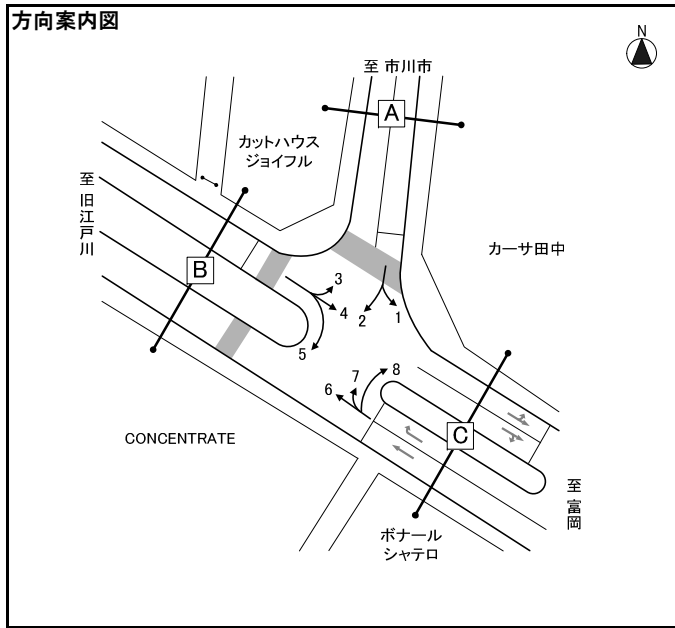 方向案内図
N
至 市川市
A
カットハウス
ジョイフル
至旧江戸川
カーサ田中
B
3
4
5
2
1
8
7
6
C
CONCENTRATE
至富岡
ボナール
シャテロ